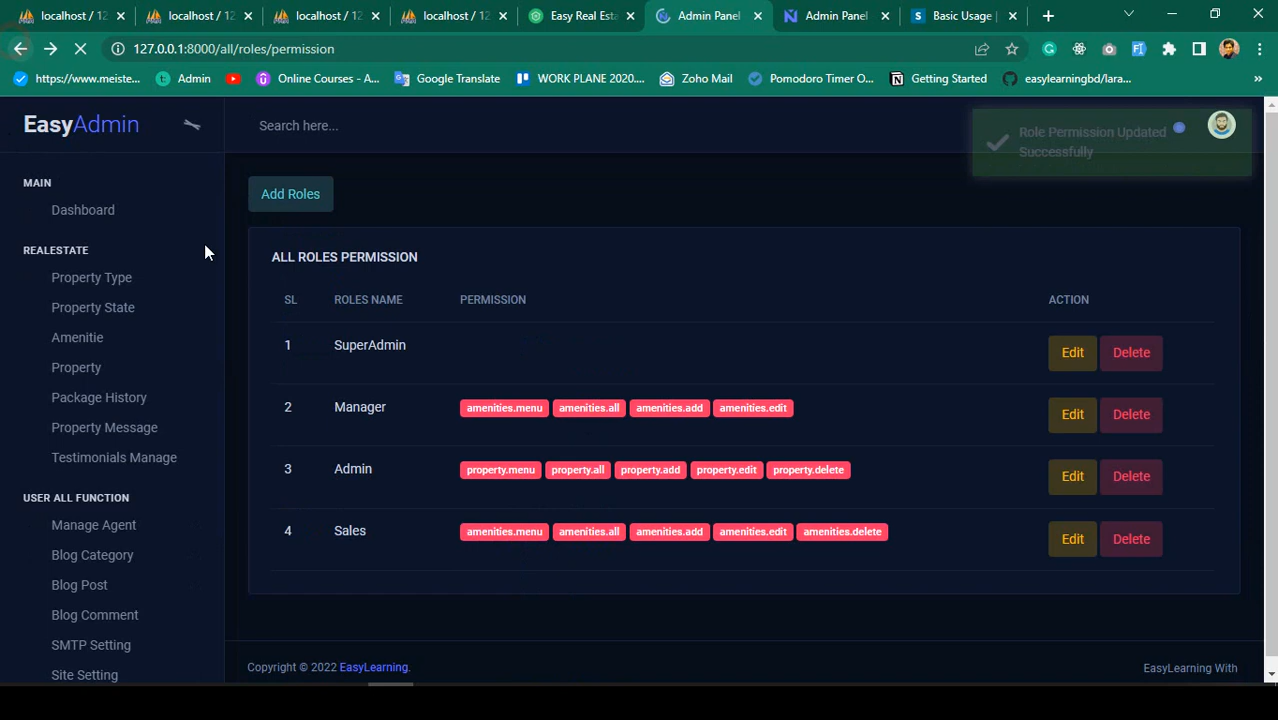 localhost / 12
localhost / 12
localhost / 12
localhost / 12
Easy Real Esta
Admin Panel
Admin Panel
Basic Usage |
127.0.0.1:8000/all/roles/permission
https://www.meiste...
Admin
Online Courses - A...
Google Translate
WORK PLANE 2020....
Zoho Mail
Pomodoro Timer O...
Getting Started
easylearningbd/lara...
»
EasyAdmin
Search here...
Role Permission Updated
Successfully
MAIN
Dashboard
REALESTATE
Property Type
Property State
Amenitie
Property
Package History
Property Message
Testimonials Manage
USER ALL FUNCTION
Manage Agent
Blog Category
Blog Post
Blog Comment
SMTP Setting
Site Setting
Add Roles
ALL ROLES PERMISSION
SL ROLES NAME PERMISSION ACTION
1 SuperAdmin Edit Delete
2 Manager amenities.menu amenities.all amenities.add amenities.edit Edit Delete
3 Admin property.menu property.all property.add property.edit property.delete Edit Delete
4 Sales amenities.menu amenities.all amenities.add amenities.edit amenities.delete Edit Delete
Copyright © 2022 EasyLearning.
EasyLearning With